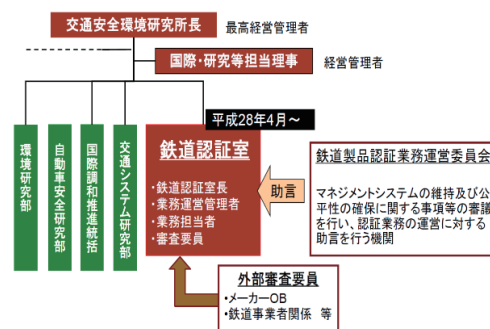 交通安全環境研究所長
最高経営管理者
国際・研究等担当理事
経営管理者
平成28年4月～
環境研究部
自動車安全研究部
国際調和推進統括
交通システム研究部
鉄道認証室
・鉄道認証室長
・業務運営管理者
・業務担当者
・審査要員
助言
鉄道製品認証業務運営委員会
マネジメントシステムの維持及び公
平性の確保に関する事項等の審議
を行い、認証業務の運営に対する
助言を行う機関
外部審査要員
・メーカーOB
・鉄道事業者関係 等